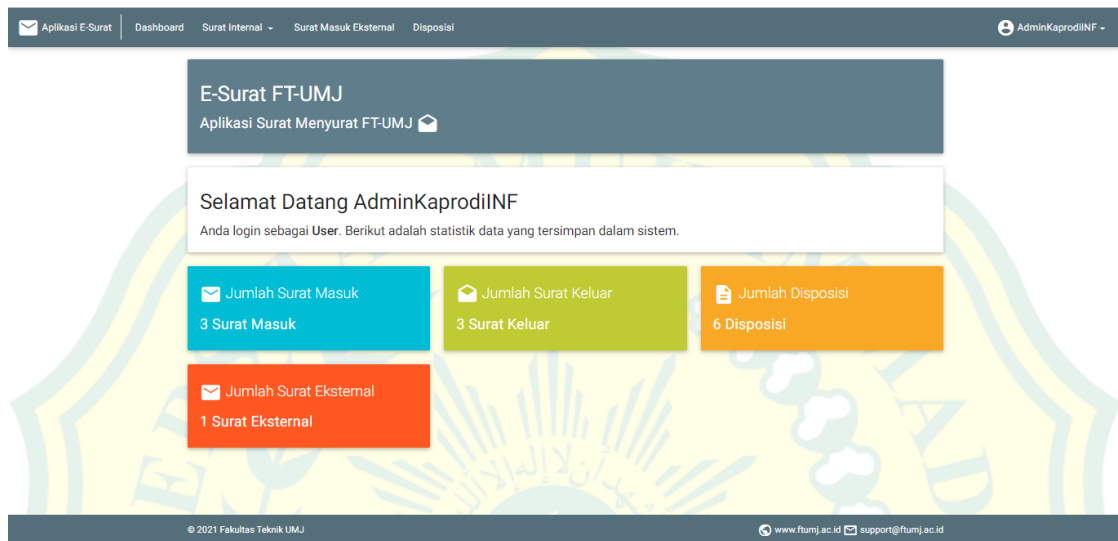 Aplikasi E-Surat Dashboard Surat Internal Surat Masuk Eksternal Disposisi AdminKaprodiINF
E-Surat FT-UMJ
Aplikasi Surat Menyurat FT-UMJ
Selamat Datang AdminKaprodiINF
Anda login sebagai User. Berikut adalah statistik data yang tersimpan dalam sistem.
Jumlah Surat Masuk
3 Surat Masuk
Jumlah Surat Keluar
3 Surat Keluar
Jumlah Disposisi
6 Disposisi
Jumlah Surat Eksternal
1 Surat Eksternal
© 2021 Fakultas Teknik UMJ www.ftumj.ac.id support@ftumj.ac.id